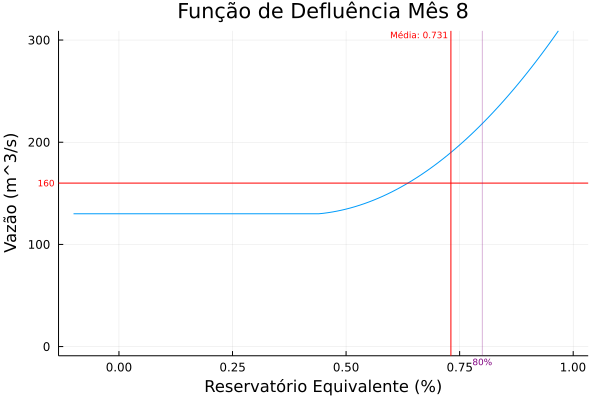 Função de Defluência Mês 8
Média: 0.731
300
200
160
100
0
Vazão (m^3/s)
0.00
0.25
0.50
0.75
80%
1.00
Reservatório Equivalente (%)